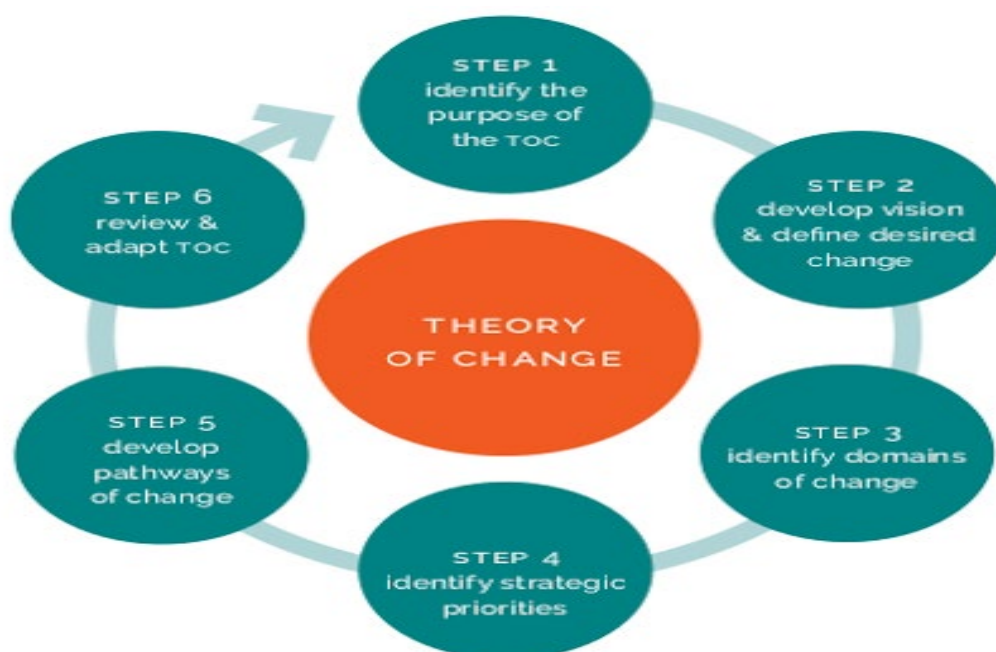 STEP 1
identify the
purpose of
the TOC
STEP 2
develop vision
& define desired
change
STEP 3
identify domains
of change
STEP 4
identify strategic
priorities
STEP 5
develop
pathways
of change
STEP 6
review &
adapt TOC
THEORY
OF CHANGE